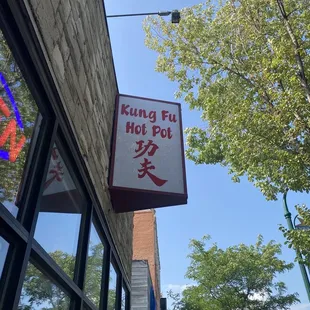 Kung Fu
Hot Pot
功
夫